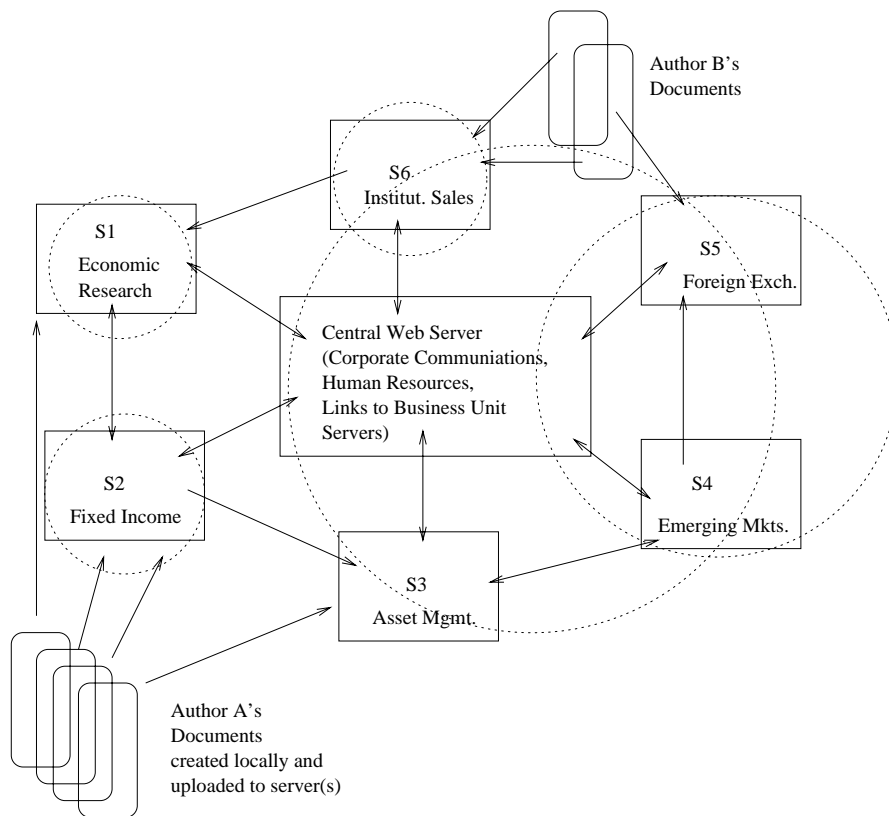 Author B's
Documents
S6
Institut. Sales
S1
Economic
Research
S5
Foreign Exch.
Central Web Server
(Corporate Communiations,
Human Resources,
Links to Business Unit
Servers)
S2
Fixed Income
S4
Emerging Mkts.
S3
Asset Mgmt.
Author A's
Documents
created locally and
uploaded to server(s)